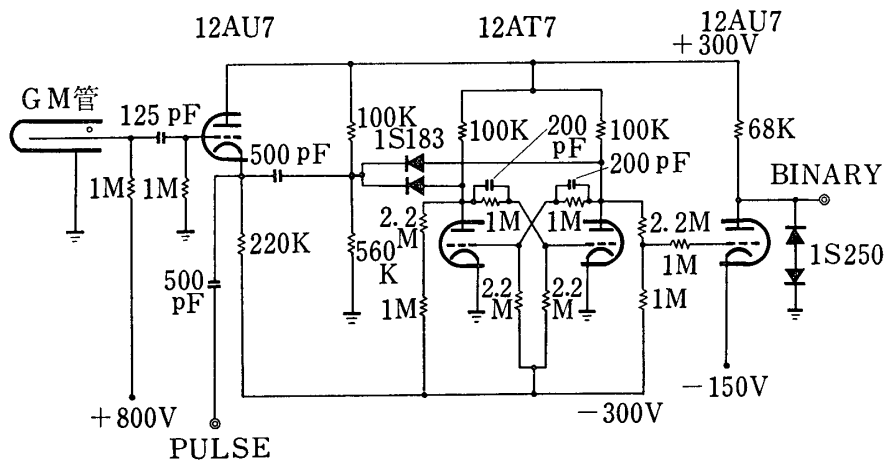 12AU7
12AT7
12AU7
+300V
GM管
125 pF
100K
1S183
100K
200 pF
100K
200 pF
68K
500 pF
BINARY
1M
1M
2.2 M
1M
1M
2.2M
220K
560 K
1M
1S250
500 pF
1M
2.2 M
2.2 M
1M
-150V
+800V
-300V
PULSE